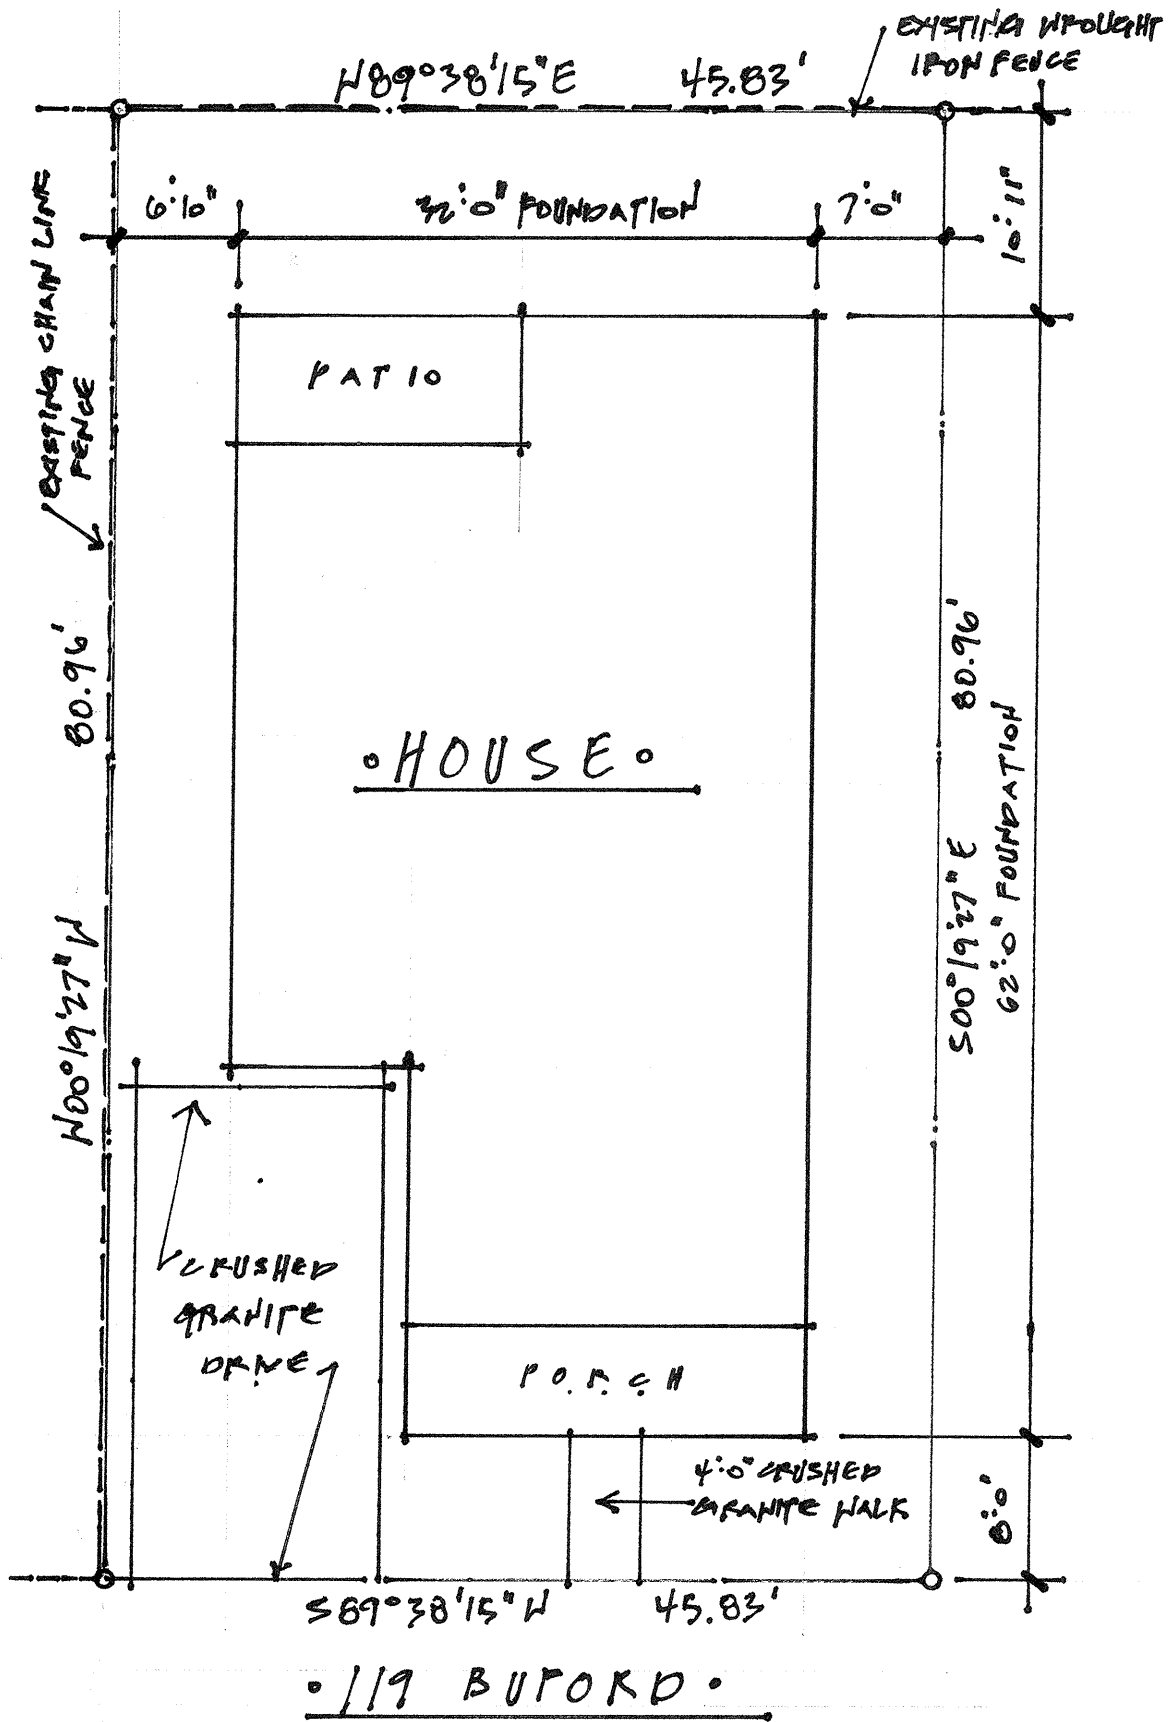 EXISTING WROUGHT
IRON FENCE
N89°38'15"E 45.83'
6'-10"
32'-0" FOUNDATION
7'-0"
10'-11"
EXISTING CHAIN LINK
FENCE
PATIO
80.96'
N00°19'27"W
HOUSE
80.96'
S00°19'27"E
62'-0" FOUNDATION
CRUSHED
GRANITE
DRIVE
PORCH
4'-0" CRUSHED
GRANITE WALK
8'-0"
S89°38'15"W 45.83'
119 BUFORD